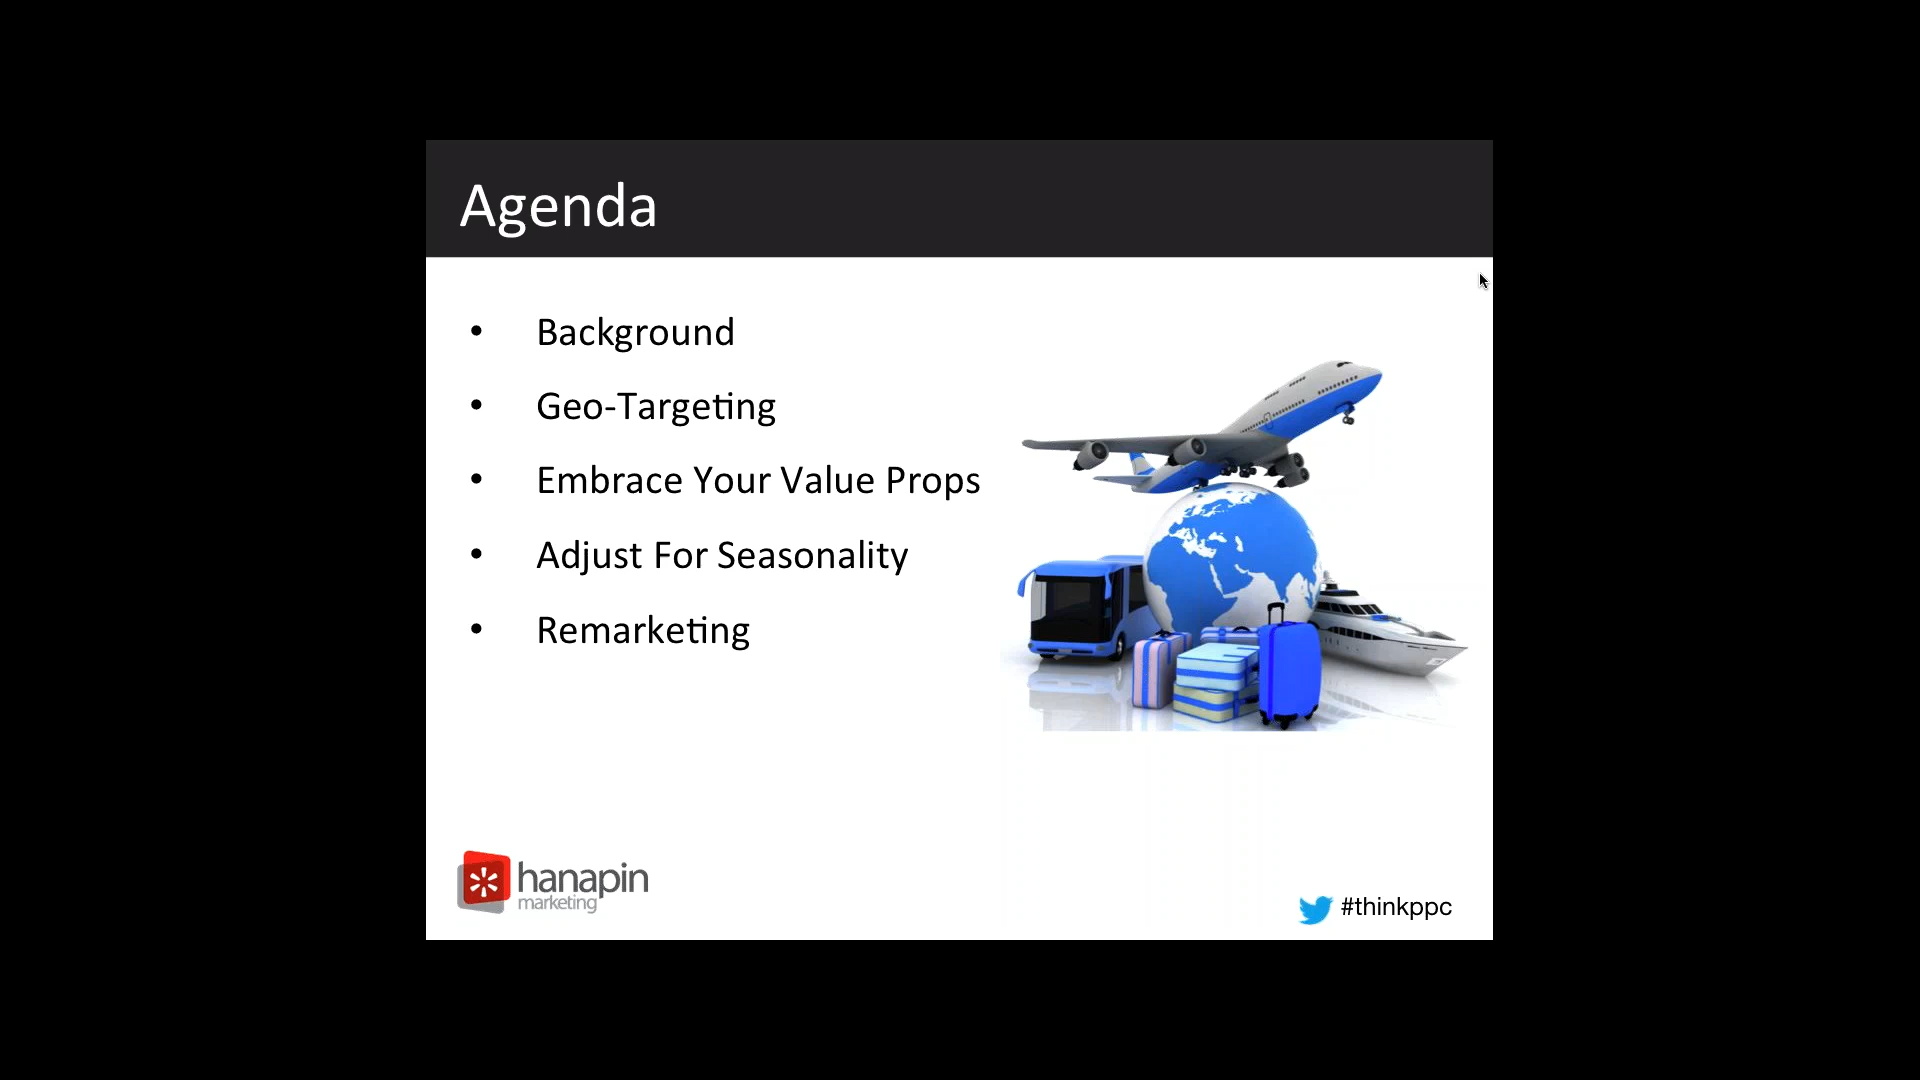 Agenda
• Background
• Geo-Targeting
• Embrace Your Value Props
• Adjust For Seasonality
• Remarketing
hanapin
marketing
#thinkppc